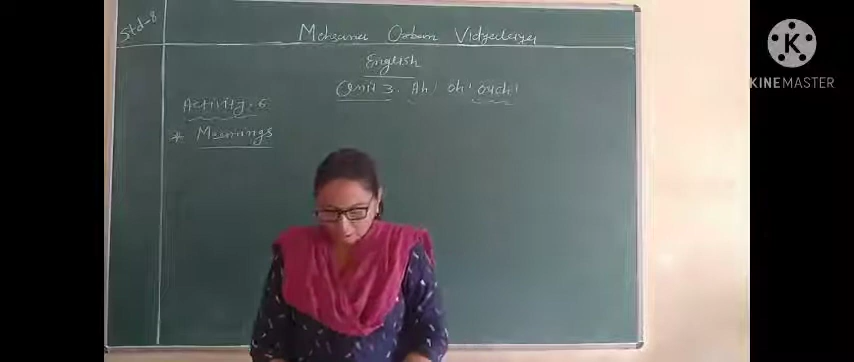 Std-8
Mehsana Urban Vidyalaya
English
Unit 3. Ah! Oh! Ouch!
Activity: 6
* Meanings
K
KINEMASTER